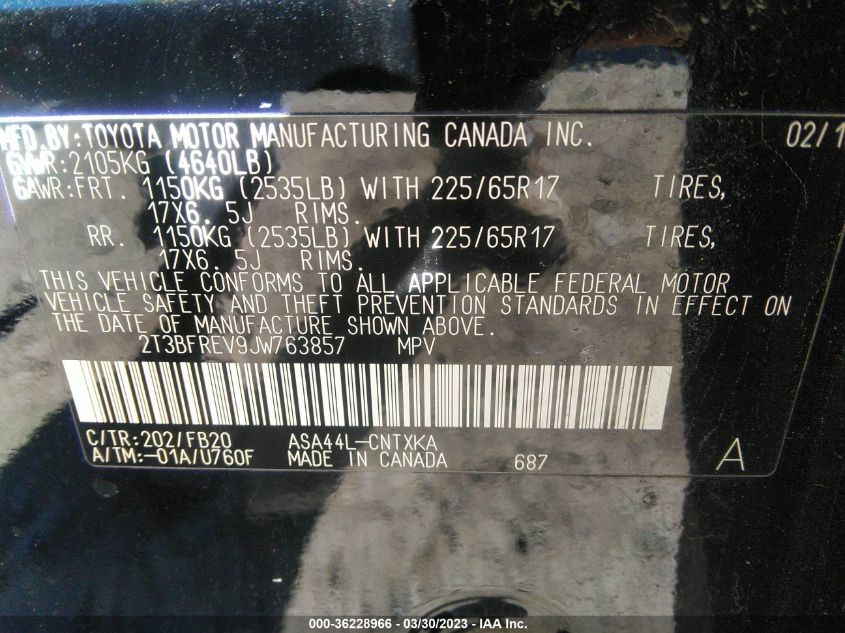 MFD.BY:TOYOTA MOTOR MANUFACTURING CANADA INC. 02/1
GVWR:2105KG (4640LB)
GAWR:FRT. 1150KG (2535LB) WITH 225/65R17 TIRES,
17X6. 5J RIMS.
RR. 1150KG (2535LB) WITH 225/65R17 TIRES,
17X6. 5J RIMS.
THIS VEHICLE CONFORMS TO ALL APPLICABLE FEDERAL MOTOR
VEHICLE SAFETY AND THEFT PREVENTION STANDARDS IN EFFECT ON
THE DATE OF MANUFACTURE SHOWN ABOVE.
2T3BFREV9JW763857 MPV
C/TR:202/FB20 ASA44L-CNTXKA
A/TM:-01A/U760F MADE IN CANADA 687 A
000-36228966 - 03/30/2023 - IAA Inc.